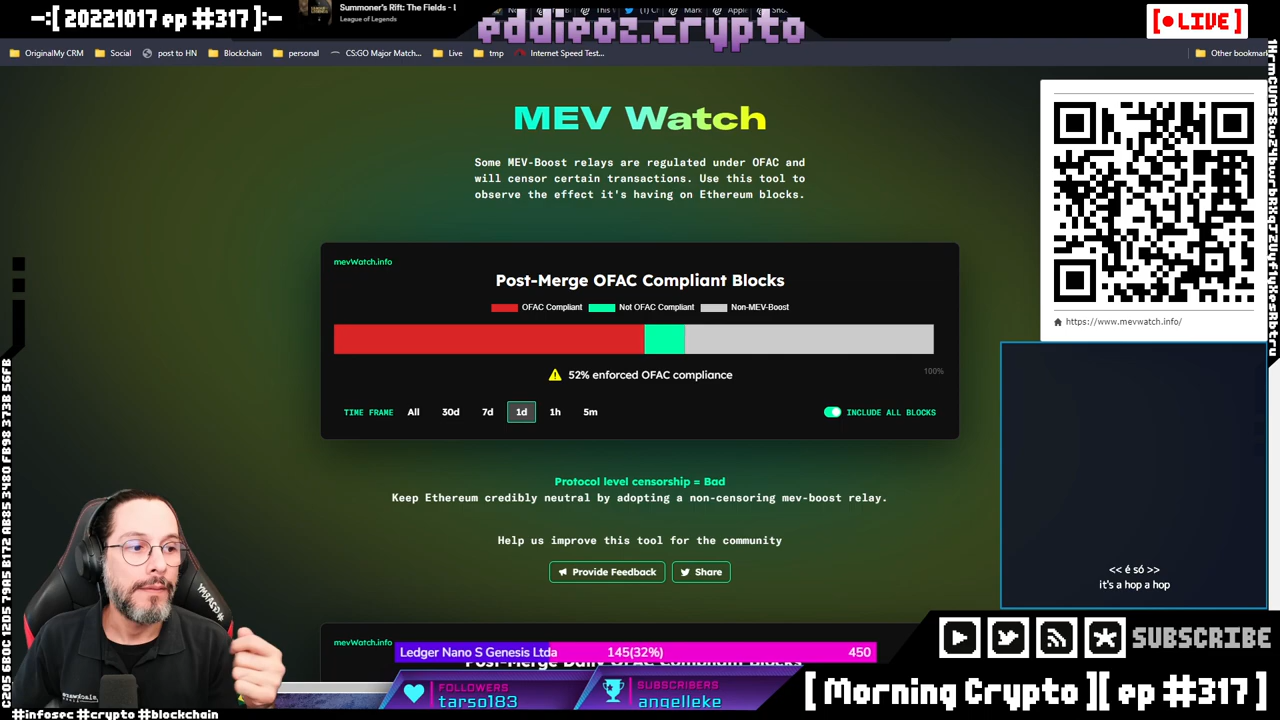 -:[ 20221017 ep #317 ]:-
Summoner's Rift: The Fields - L
League of Legends
eddieoz.crypto
[ LIVE ]
OriginalMy CRM
Social
post to HN
Blockchain
personal
CS:GO Major Match...
Live
tmp
Internet Speed Test...
Other bookmar
MEV Watch
Some MEV-Boost relays are regulated under OFAC and
will censor certain transactions. Use this tool to
observe the effect it's having on Ethereum blocks.
https://www.mevwatch.info/
mevWatch.info
Post-Merge OFAC Compliant Blocks
OFAC Compliant
Not OFAC Compliant
Non-MEV-Boost
52% enforced OFAC compliance
100%
TIME FRAME
All
30d
7d
1d
1h
5m
INCLUDE ALL BLOCKS
Protocol level censorship = Bad
Keep Ethereum credibly neutral by adopting a non-censoring mev-boost relay.
Help us improve this tool for the community
Provide Feedback
Share
<< é só >>
it's a hop a hop
mevWatch.info
Ledger Nano S Genesis Ltda
145(32%)
450
FOLLOWERS
tarso183
SUBSCRIBERS
angelleke
SUBSCRIBE
[ Morning Crypto ][ ep #317 ]
#infosec #crypto #blockchain